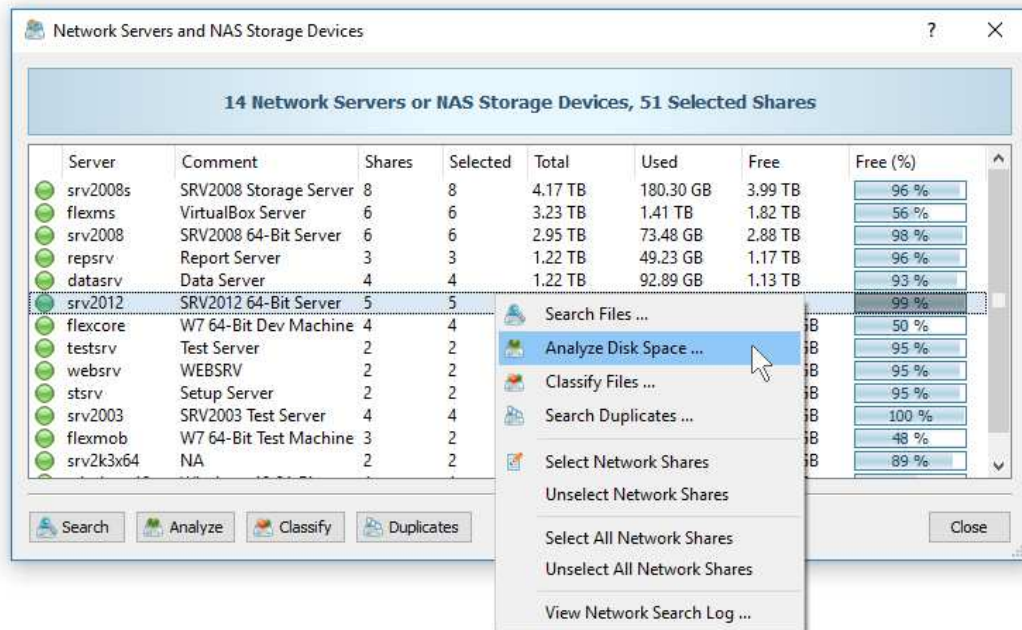 Network Servers and NAS Storage Devices
?
14 Network Servers or NAS Storage Devices, 51 Selected Shares
Server Comment Shares Selected Total Used Free Free (%)
srv2008s SRV2008 Storage Server 8 8 4.17 TB 180.30 GB 3.99 TB 96 %
flexms VirtualBox Server 6 6 3.23 TB 1.41 TB 1.82 TB 56 %
srv2008 SRV2008 64-Bit Server 6 6 2.95 TB 73.48 GB 2.88 TB 98 %
repsrv Report Server 3 3 1.22 TB 49.23 GB 1.17 TB 96 %
datasrv Data Server 4 4 1.22 TB 92.89 GB 1.13 TB 93 %
srv2012 SRV2012 64-Bit Server 5 5 99 %
flexcore W7 64-Bit Dev Machine 4 4 50 %
testsrv Test Server 2 2 95 %
websrv WEBSRV 2 2 95 %
stsrv Setup Server 2 2 95 %
srv2003 SRV2003 Test Server 4 4 100 %
flexmob W7 64-Bit Test Machine 3 2 48 %
srv2k3x64 NA 2 2 89 %
Search Files ...
Analyze Disk Space ...
Classify Files ...
Search Duplicates ...
Select Network Shares
Unselect Network Shares
Select All Network Shares
Unselect All Network Shares
View Network Search Log ...
Search Analyze Classify Duplicates Close